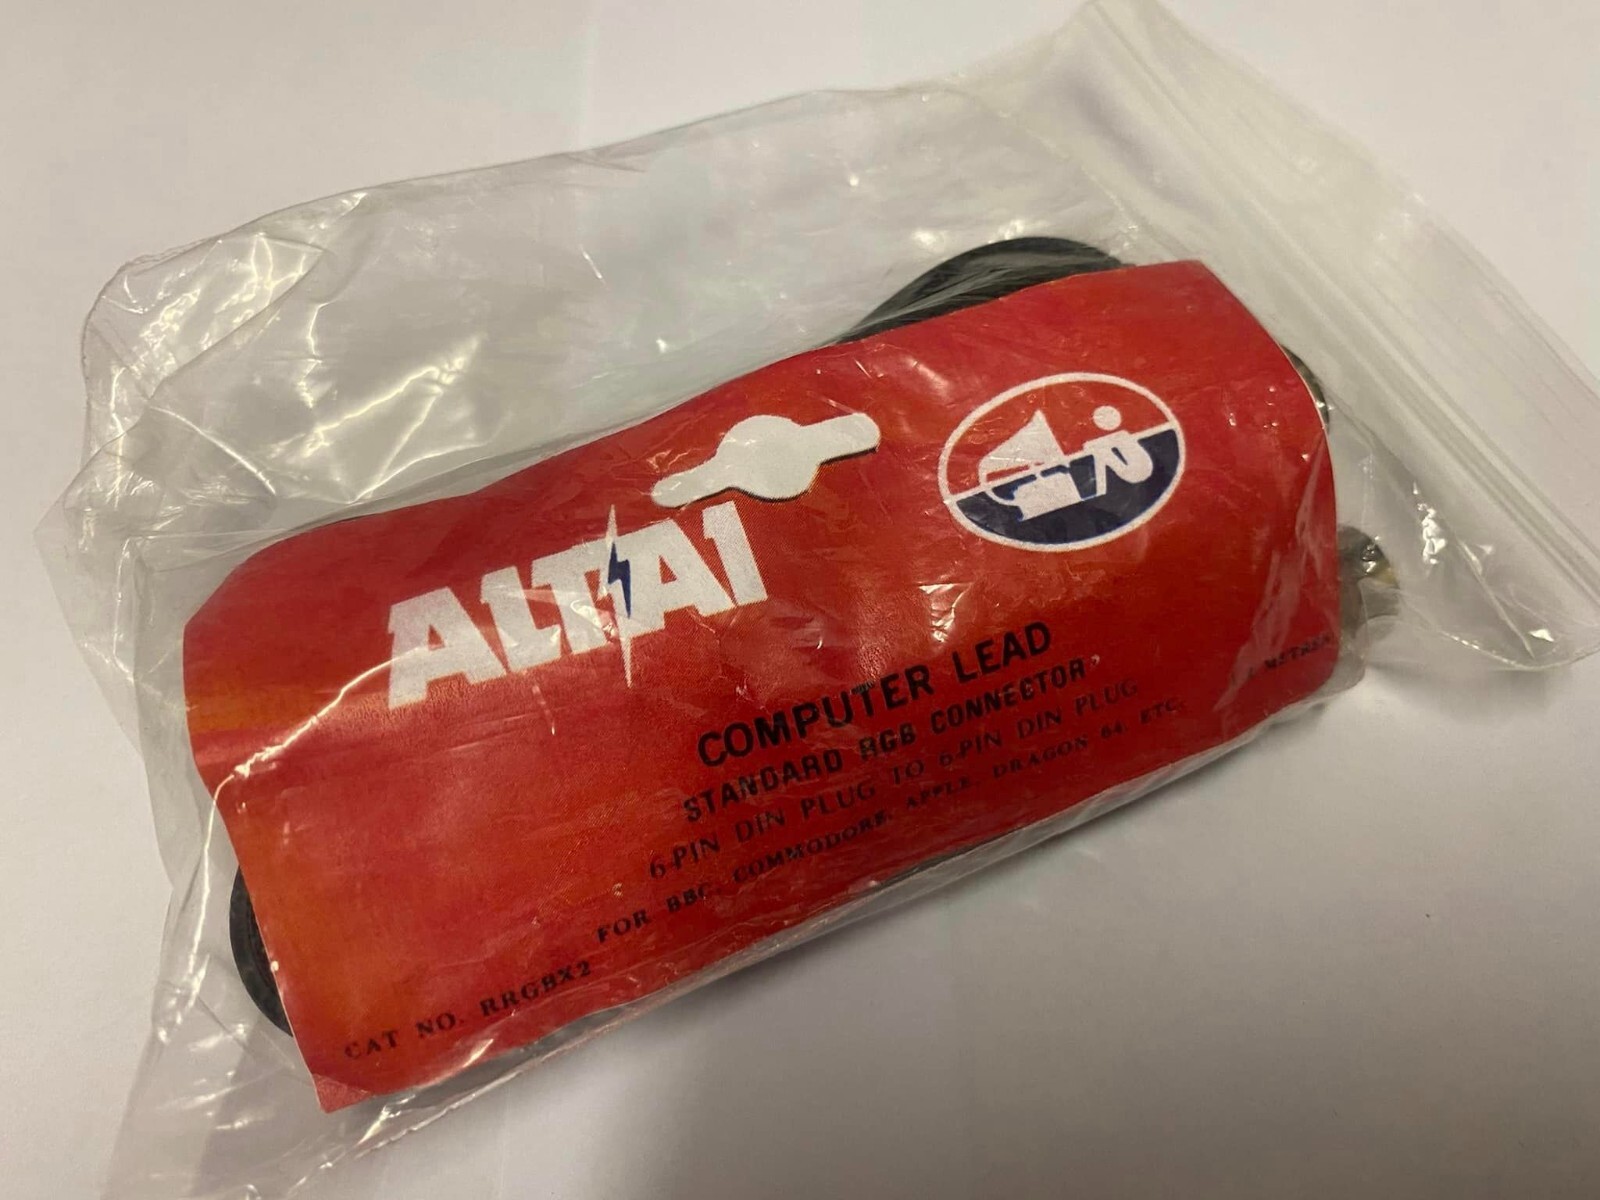 ALTAI
COMPUTER LEAD
STANDARD RGB CONNECTOR
6-PIN DIN PLUG TO 6-PIN DIN PLUG
FOR BBC, COMMODORE, APPLE, DRAGON 64, ETC.
CAT NO. RRGBX2
METRES